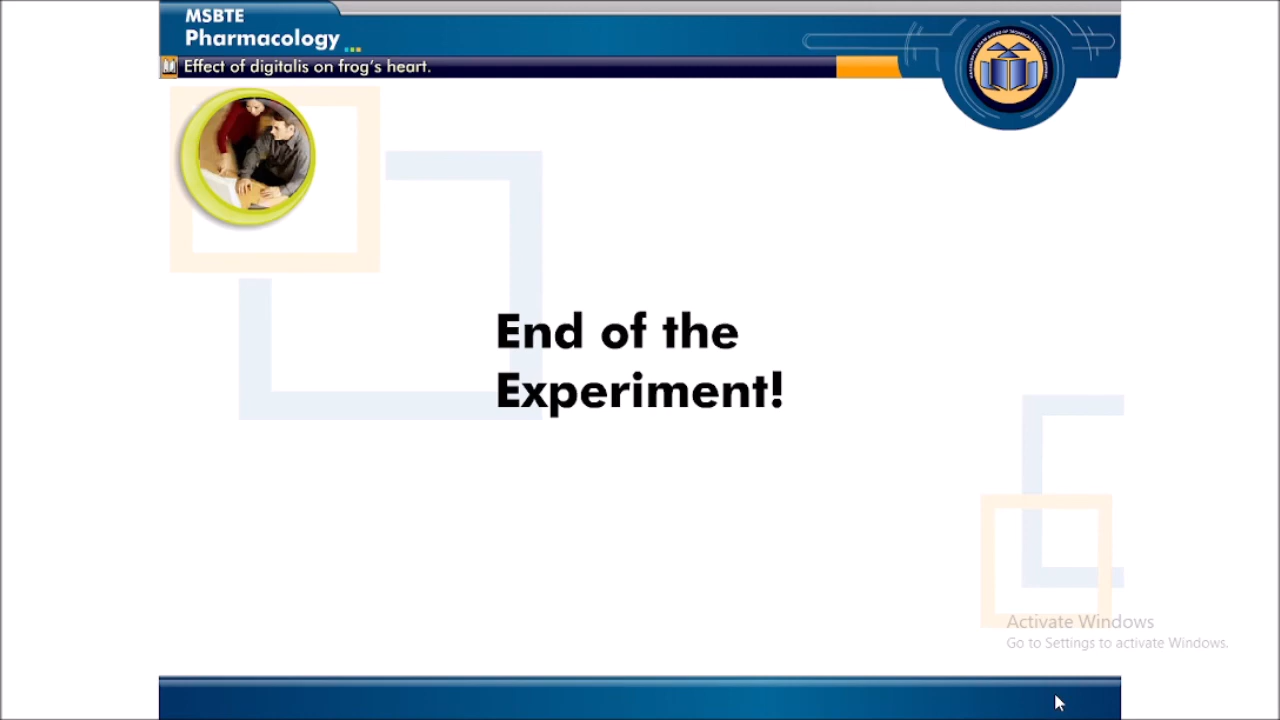 MSBTE
Pharmacology
Effect of digitalis on frog's heart.
End of the
Experiment!
Activate Windows
Go to Settings to activate Windows.